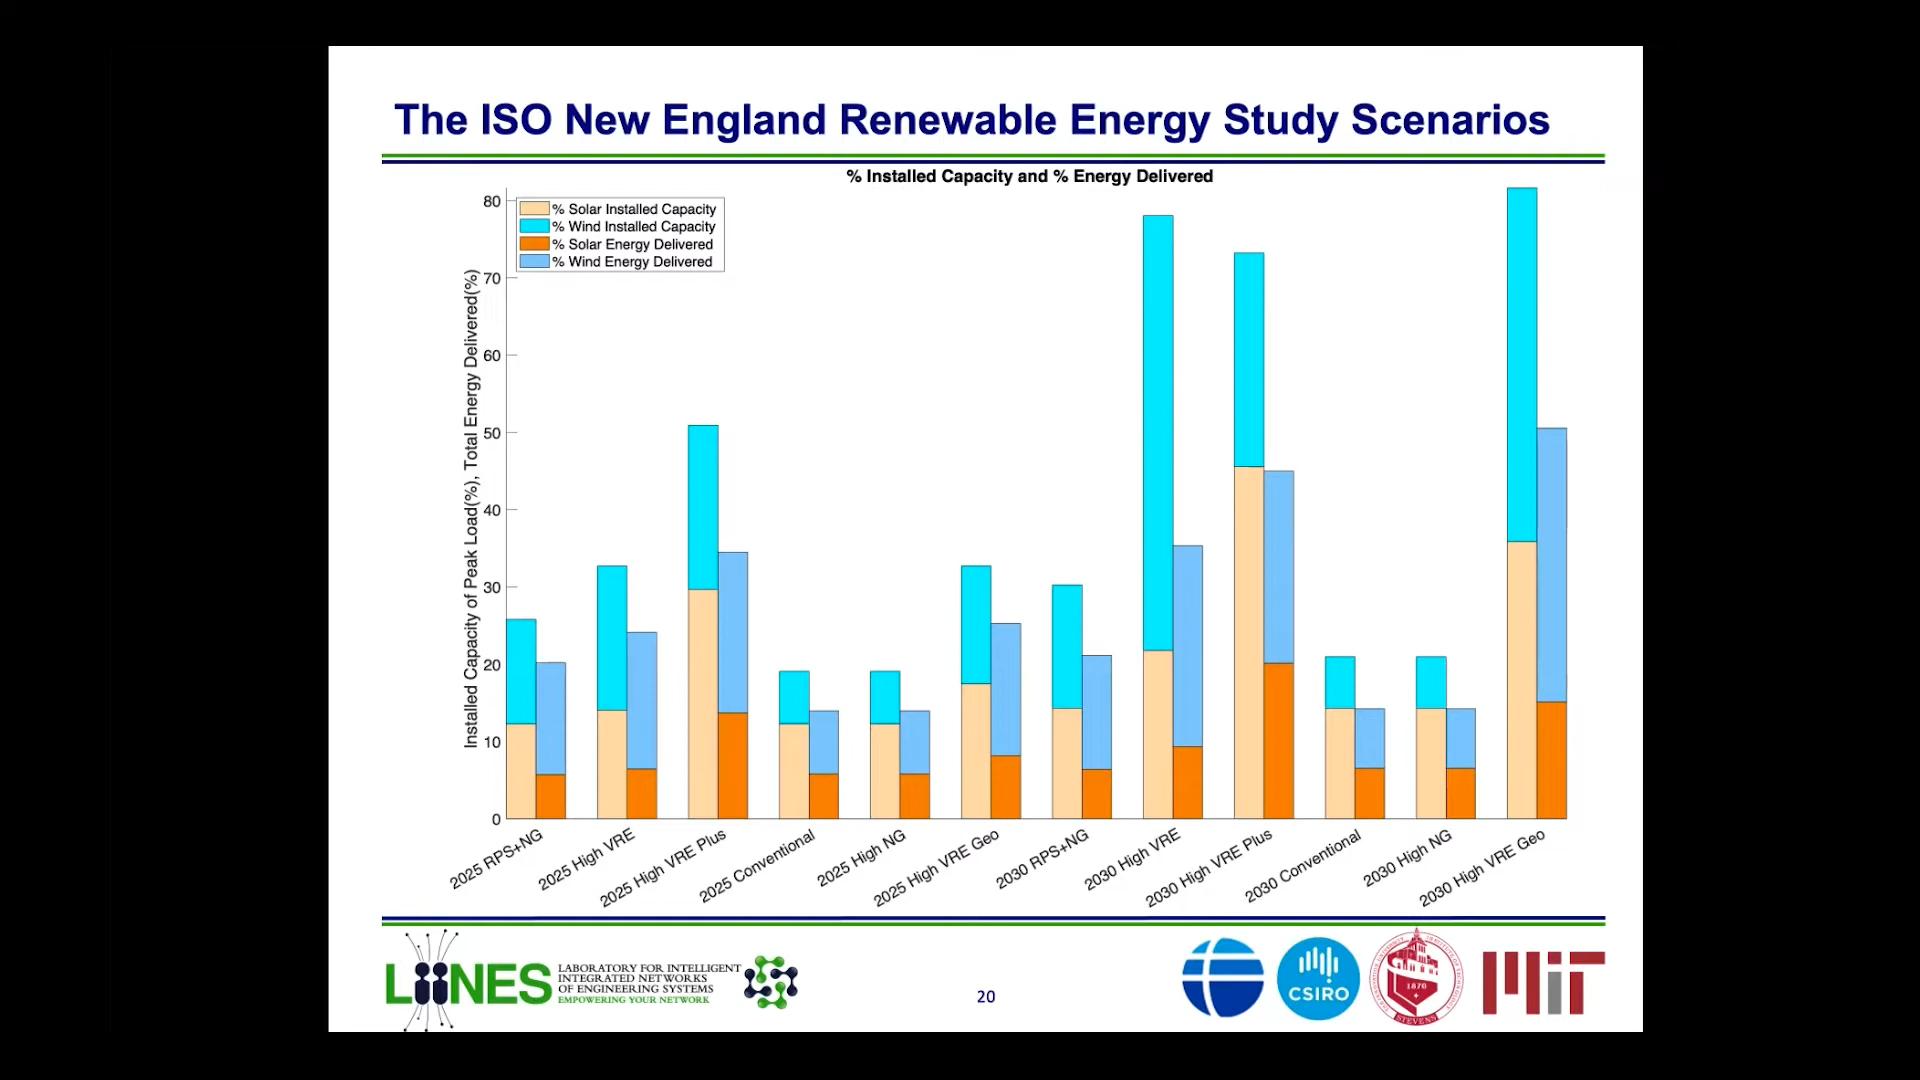 The ISO New England Renewable Energy Study Scenarios
% Installed Capacity and % Energy Delivered
% Solar Installed Capacity
% Wind Installed Capacity
% Solar Energy Delivered
% Wind Energy Delivered
Installed Capacity of Peak Load(%), Total Energy Delivered(%)
80
70
60
50
40
30
20
10
0
2025 RPS+NG
2025 High VRE
2025 High VRE Plus
2025 Conventional
2025 High NG
2025 High VRE Geo
2030 RPS+NG
2030 High VRE
2030 High VRE Plus
2030 Conventional
2030 High NG
2030 High VRE Geo
LIINES
LABORATORY FOR INTELLIGENT
INTEGRATED NETWORKS
OF ENGINEERING SYSTEMS
EMPOWERING YOUR NETWORK
20
CSIRO
1870
STEVENS
MIT